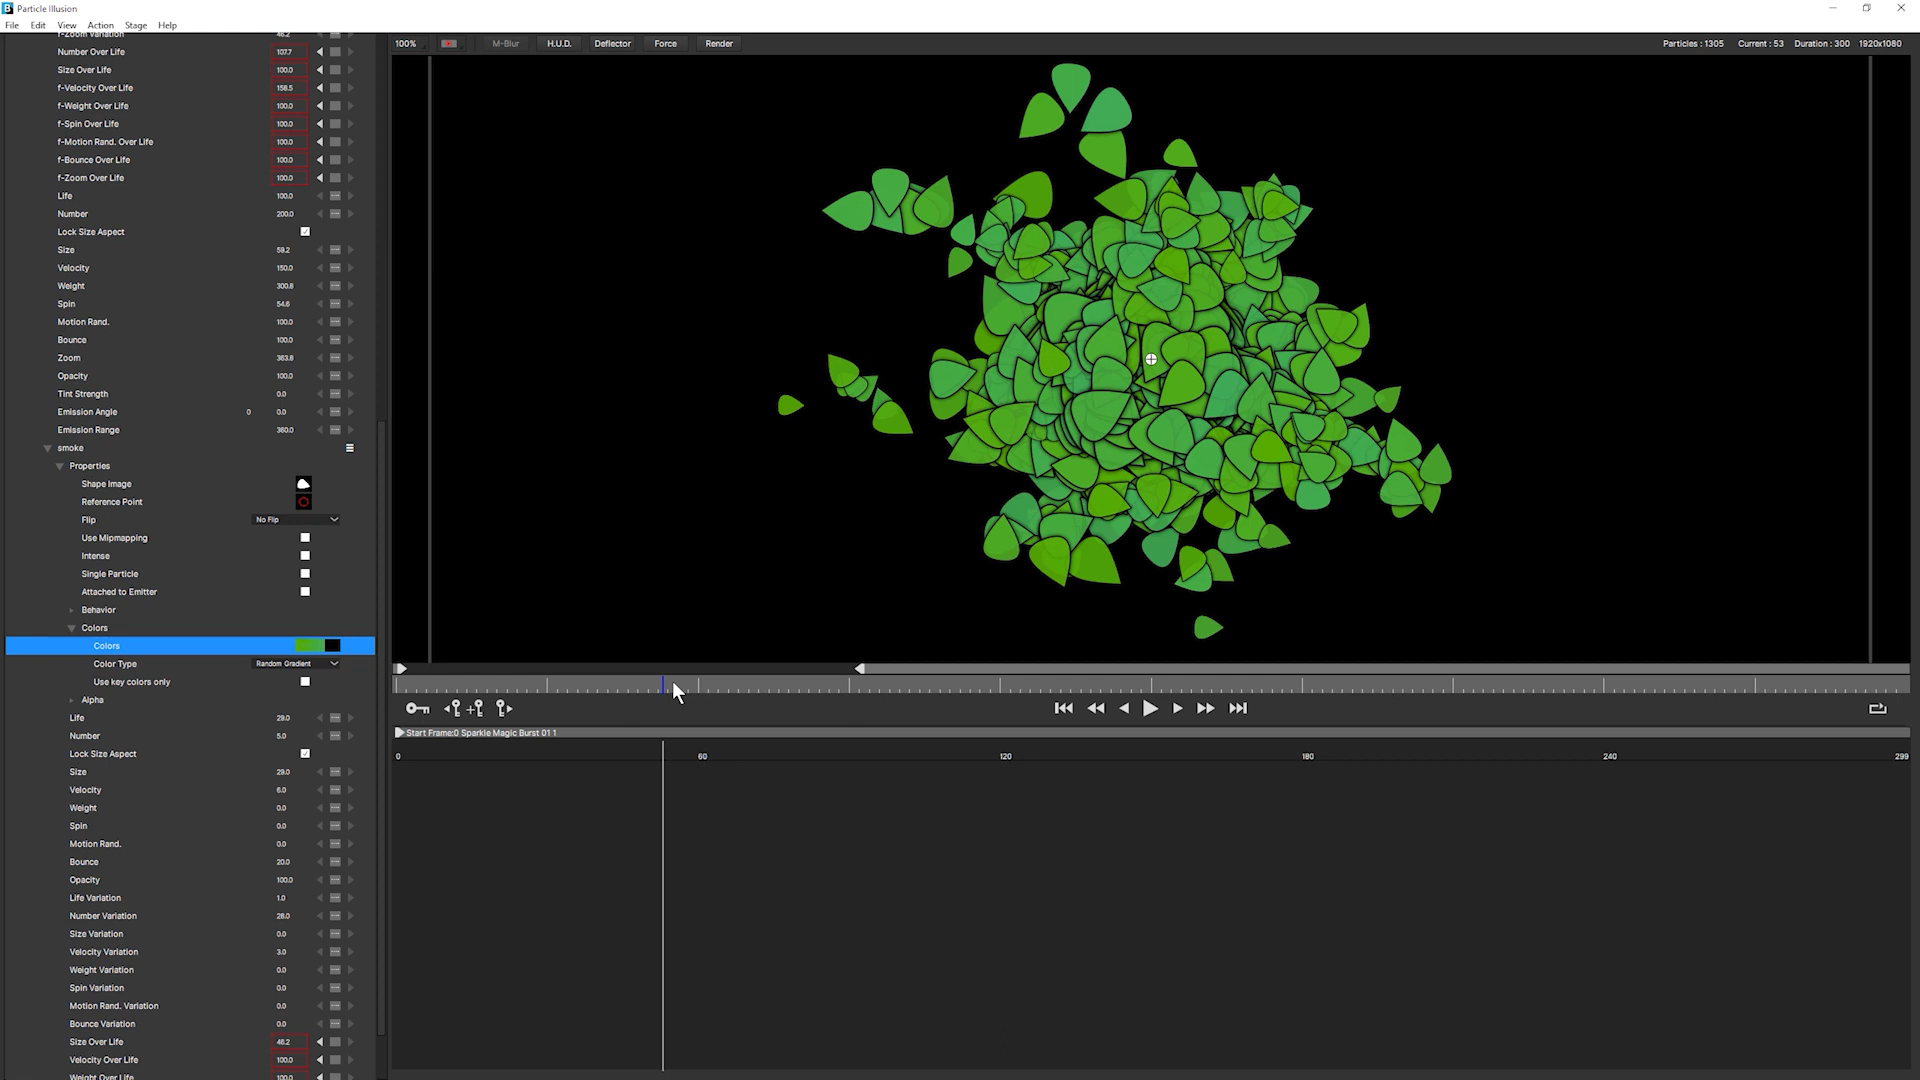 Particle Illusion
File Edit View Action Stage Help
f-Zoom Variation 46.2
Number Over Life 107.7
Size Over Life 100.0
f-Velocity Over Life 158.5
f-Weight Over Life 100.0
f-Spin Over Life 100.0
f-Motion Rand. Over Life 100.0
f-Bounce Over Life 100.0
f-Zoom Over Life 100.0
Life 100.0
Number 200.0
Lock Size Aspect
Size 59.2
Velocity 150.0
Weight 300.8
Spin 54.6
Motion Rand. 100.0
Bounce 100.0
Zoom 363.8
Opacity 100.0
Tint Strength 0.0
Emission Angle 0 0.0
Emission Range 360.0
smoke
Properties
Shape Image
Reference Point
Flip No Flip
Use Mipmapping
Intense
Single Particle
Attached to Emitter
Behavior
Colors
Colors
Color Type Random Gradient
Use key colors only
Alpha
Life 29.0
Number 5.0
Lock Size Aspect
Size 29.0
Velocity 6.0
Weight 0.0
Spin 0.0
Motion Rand. 0.0
Bounce 20.0
Opacity 100.0
Life Variation 1.0
Number Variation 28.0
Size Variation 0.0
Velocity Variation 3.0
Weight Variation 0.0
Spin Variation 0.0
Motion Rand. Variation 0.0
Bounce Variation 0.0
Size Over Life 46.2
Velocity Over Life 100.0
Weight Over Life 100.0
100% M-Blur H.U.D. Deflector Force Render Particles : 1305 Current : 53 Duration : 300 1920x1080
Start Frame:0 Sparkle Magic Burst 01 1
0 60 120 180 240 299